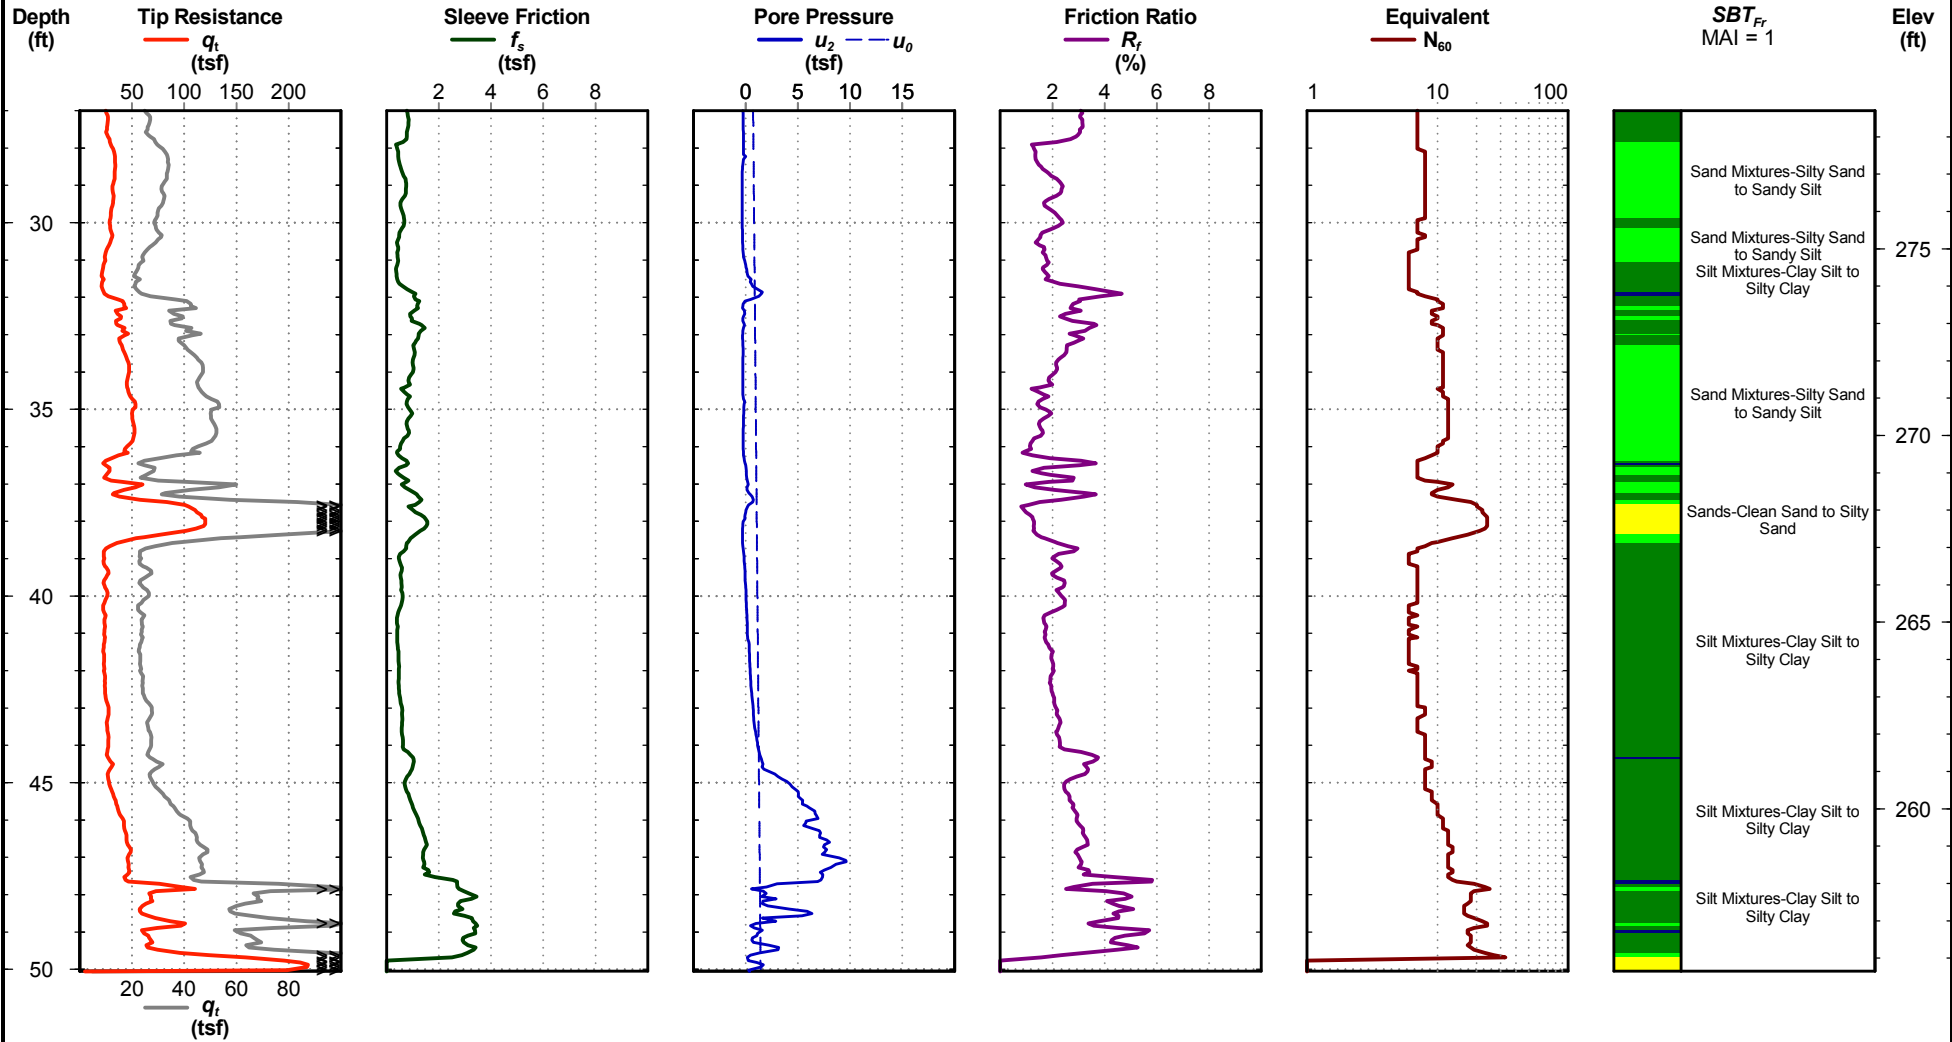 Depth
(ft)
Tip Resistance
qt
(tsf)
Sleeve Friction
fs
(tsf)
Pore Pressure
u2 u0
(tsf)
Friction Ratio
Rf
(%)
Equivalent
N60
SBTFr
MAI = 1
Elev
(ft)
50 100 150 200
2 4 6 8
0 5 10 15
2 4 6 8
1 10 100
30
35
40
45
50
Sand Mixtures-Silty Sand
to Sandy Silt
Sand Mixtures-Silty Sand
to Sandy Silt
Silt Mixtures-Clay Silt to
Silty Clay
Sand Mixtures-Silty Sand
to Sandy Silt
Sands-Clean Sand to Silty
Sand
Silt Mixtures-Clay Silt to
Silty Clay
Silt Mixtures-Clay Silt to
Silty Clay
Silt Mixtures-Clay Silt to
Silty Clay
275
270
265
260
20 40 60 80
qt
(tsf)